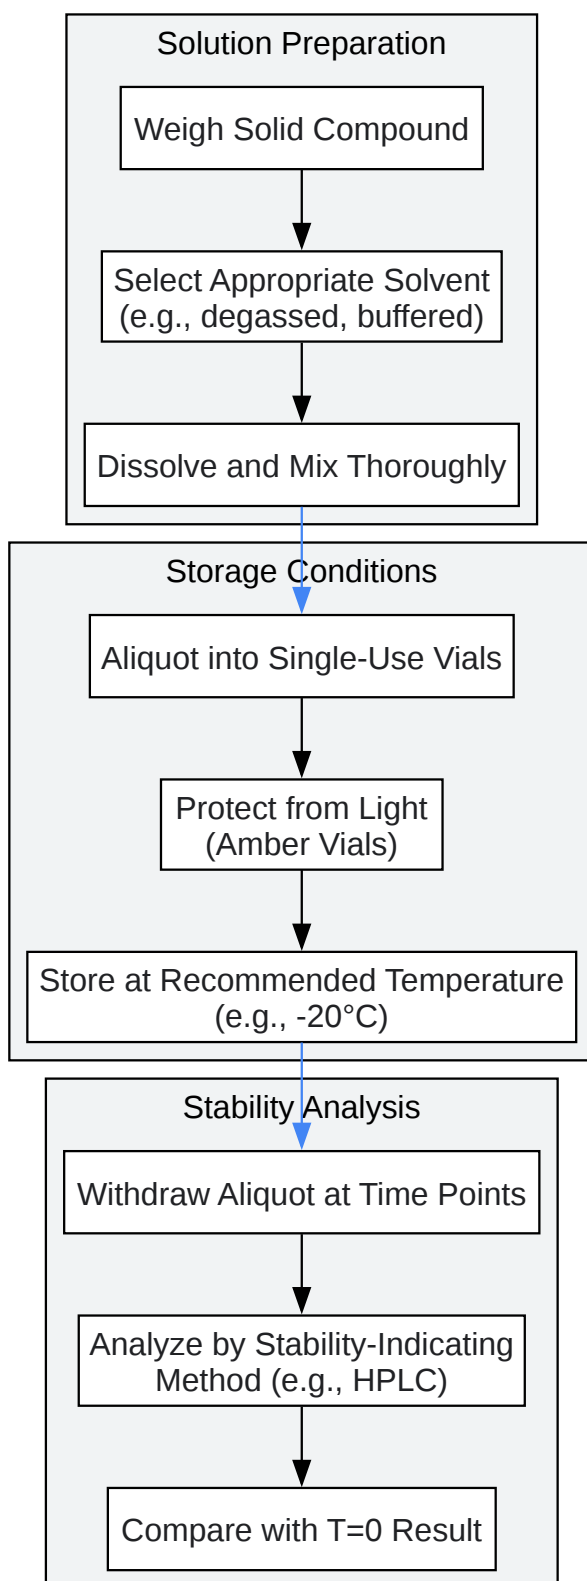 Solution Preparation
Weigh Solid Compound
Select Appropriate Solvent
(e.g., degassed, buffered)
Dissolve and Mix Thoroughly
Storage Conditions
Aliquot into Single-Use Vials
Protect from Light
(Amber Vials)
Store at Recommended Temperature
(e.g., -20°C)
Stability Analysis
Withdraw Aliquot at Time Points
Analyze by Stability-Indicating
Method (e.g., HPLC)
Compare with T=0 Result